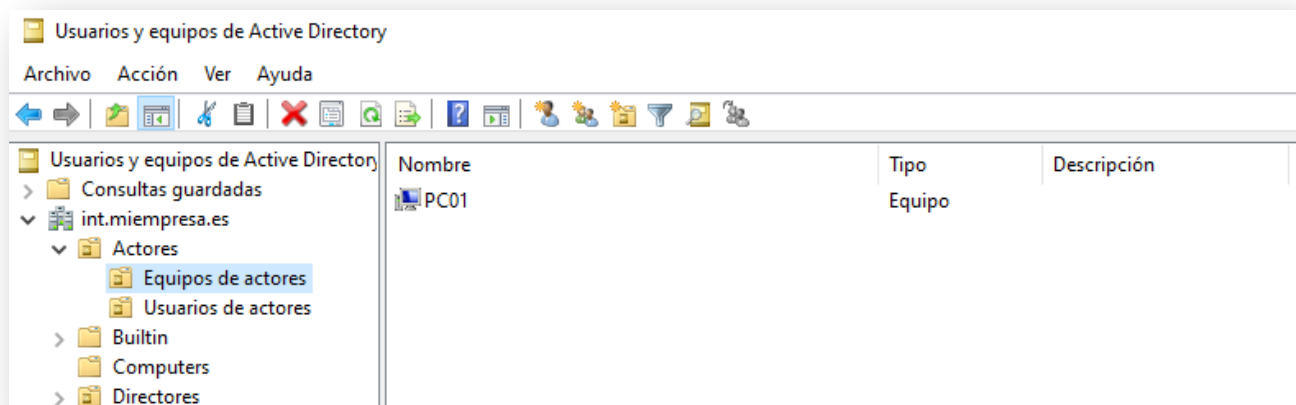 Usuarios y equipos de Active Directory
Archivo Acción Ver Ayuda
Usuarios y equipos de Active Directory
Nombre Tipo Descripción
Consultas guardadas
PC01 Equipo
int.miempresa.es
Actores
Equipos de actores
Usuarios de actores
Builtin
Computers
Directores